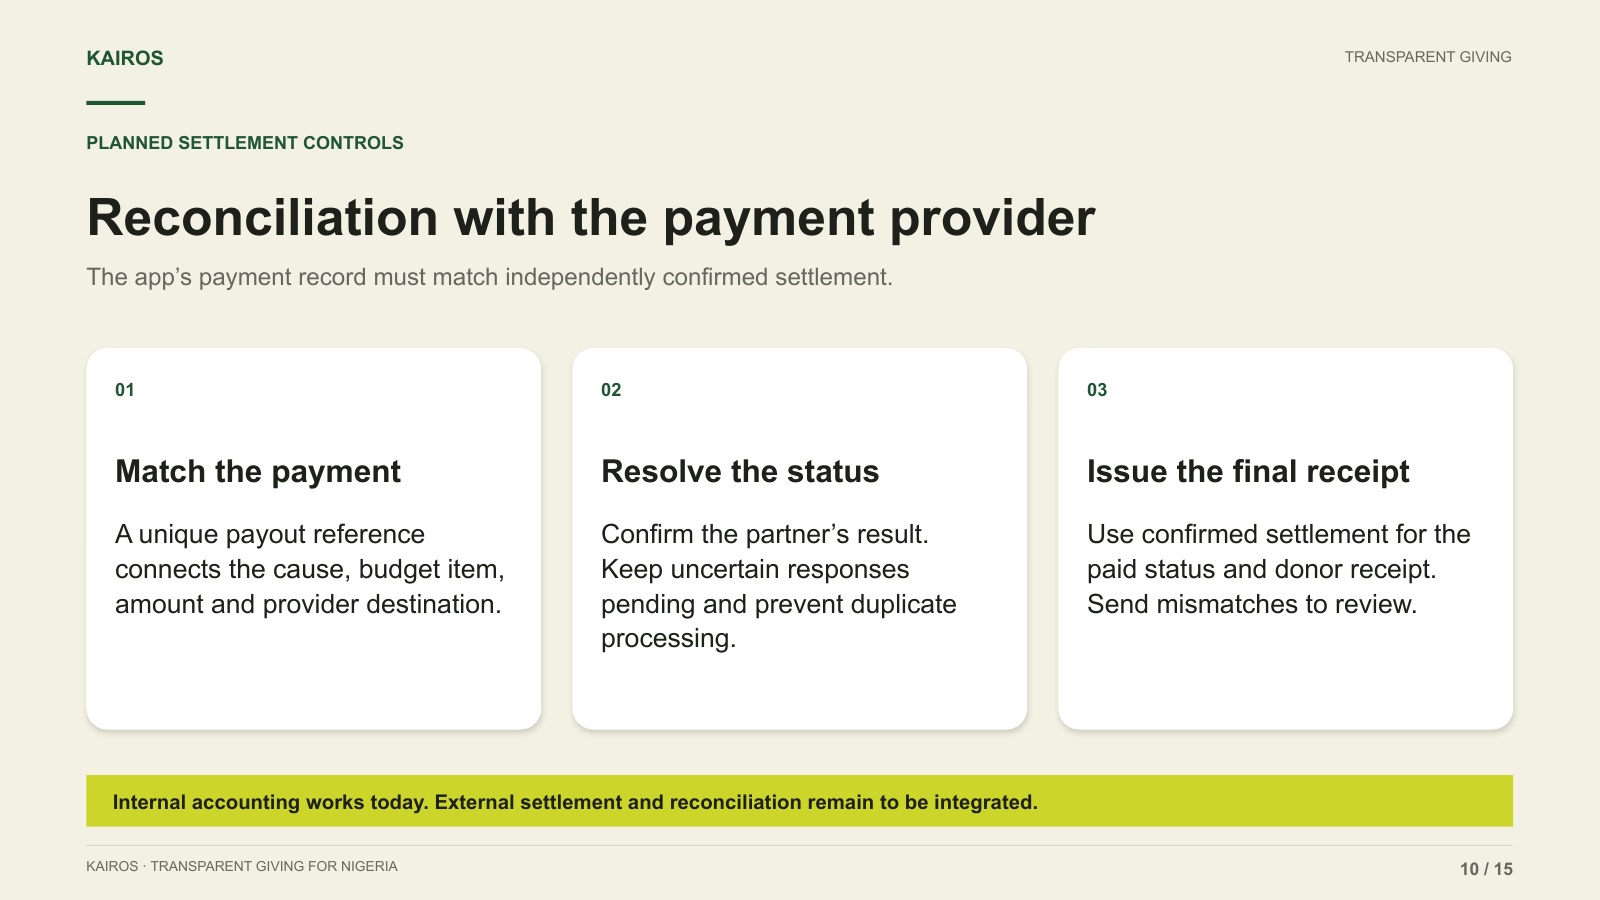 KAIROS
TRANSPARENT GIVING
PLANNED SETTLEMENT CONTROLS
Reconciliation with the payment provider
The app’s payment record must match independently confirmed settlement.
01
Match the payment
A unique payout reference
connects the cause, budget item,
amount and provider destination.
02
Resolve the status
Confirm the partner’s result.
Keep uncertain responses
pending and prevent duplicate
processing.
03
Issue the final receipt
Use confirmed settlement for the
paid status and donor receipt.
Send mismatches to review.
Internal accounting works today. External settlement and reconciliation remain to be integrated.
KAIROS · TRANSPARENT GIVING FOR NIGERIA
10 / 15